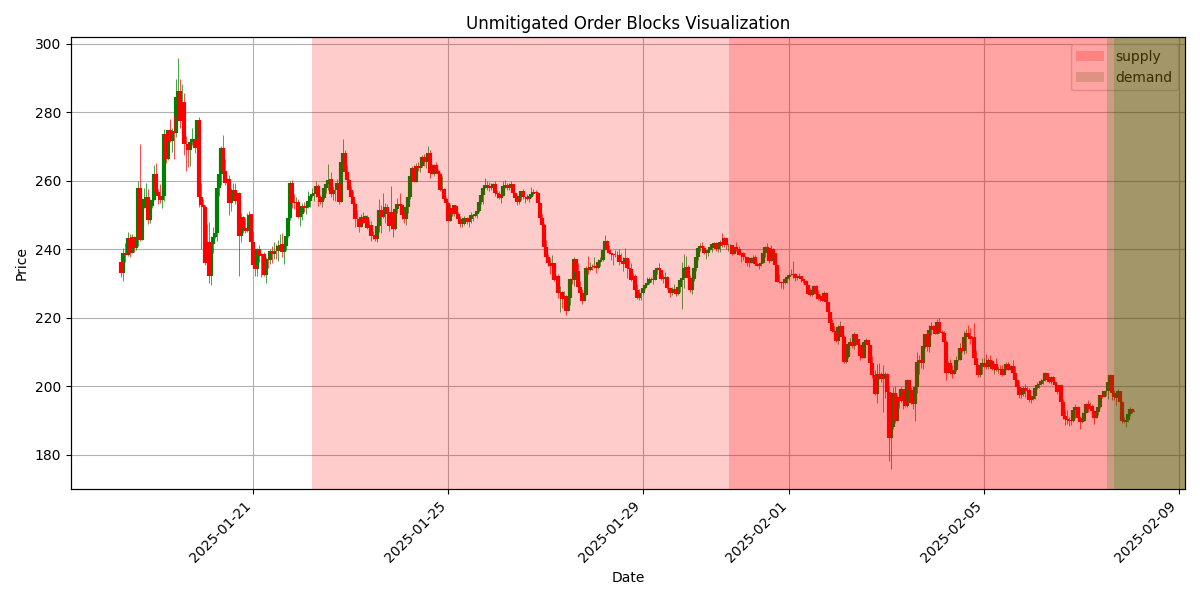 Unmitigated Order Blocks Visualization
supply
demand
Price
300
280
260
240
220
200
180
2025-01-21
2025-01-25
2025-01-29
2025-02-01
2025-02-05
2025-02-09
Date